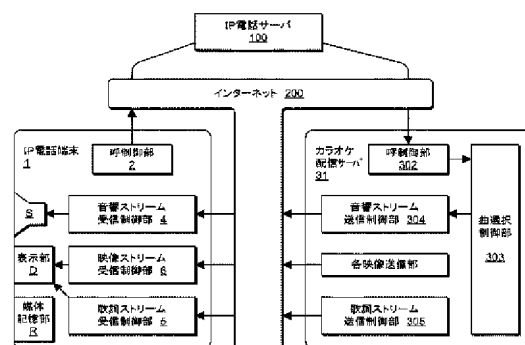 IP電話サーバ
100
インターネット 200
IP電話端末
1
呼制御部
2
S
音響ストリーム
受信制御部 4
表示部
D
映像ストリーム
受信制御部 6
媒体
記憶部
R
歌詞ストリーム
受信制御部 5
カラオケ
配信サーバ
31
呼制御部
302
音響ストリーム
送信制御部 304
各映像送信部
歌詞ストリーム
送信制御部 305
曲選択
制御部
303